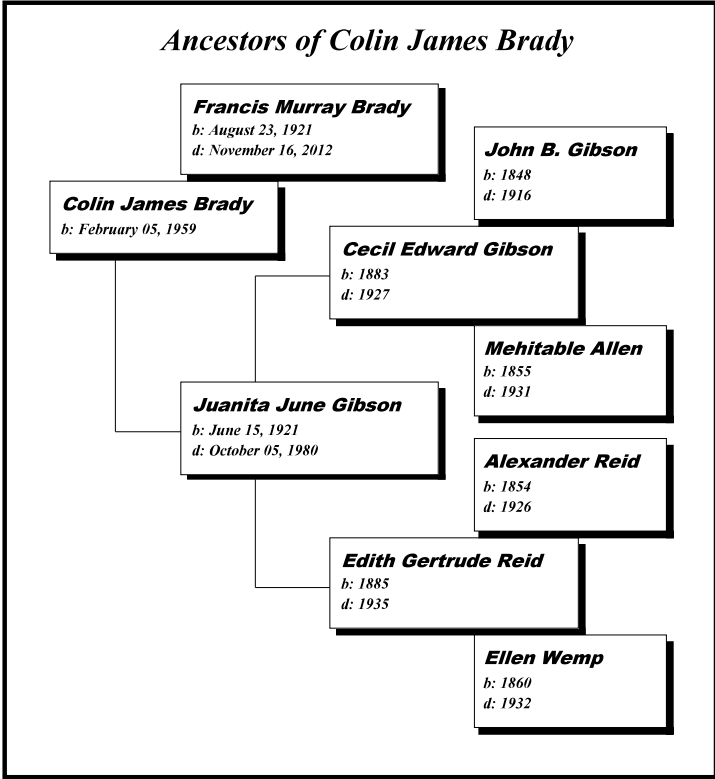 Ancestors of Colin James Brady
Francis Murray Brady
b: August 23, 1921
d: November 16, 2012
John B. Gibson
b: 1848
d: 1916
Colin James Brady
b: February 05, 1959
Cecil Edward Gibson
b: 1883
d: 1927
Mehitable Allen
b: 1855
d: 1931
Juanita June Gibson
b: June 15, 1921
d: October 05, 1980
Alexander Reid
b: 1854
d: 1926
Edith Gertrude Reid
b: 1885
d: 1935
Ellen Wemp
b: 1860
d: 1932